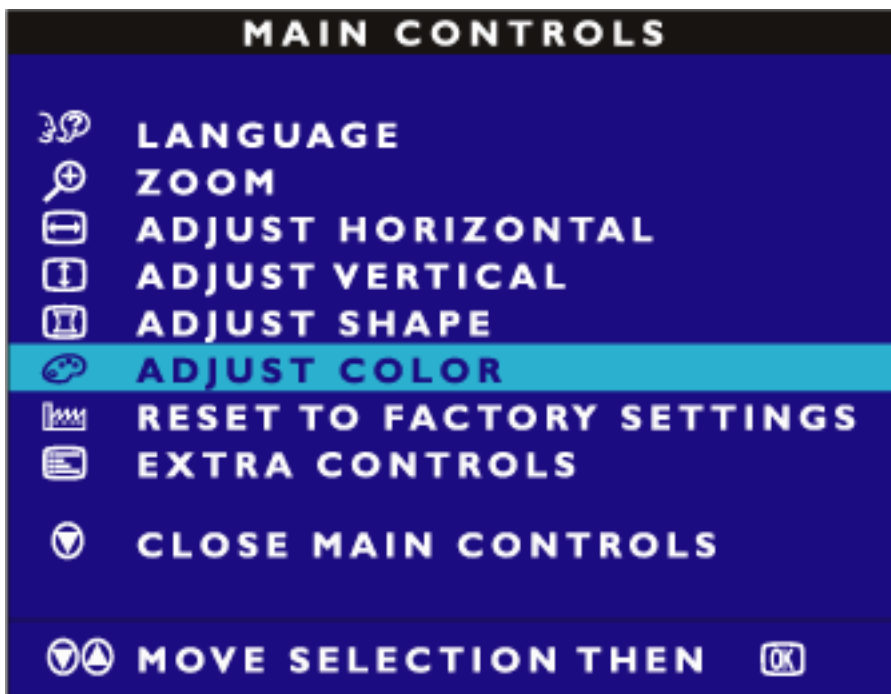 MAIN CONTROLS
LANGUAGE
ZOOM
ADJUST HORIZONTAL
ADJUST VERTICAL
ADJUST SHAPE
ADJUST COLOR
RESET TO FACTORY SETTINGS
EXTRA CONTROLS
CLOSE MAIN CONTROLS
MOVE SELECTION THEN OK